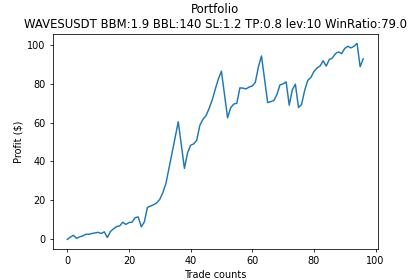 Portfolio
WAVESUSDT BBM:1.9 BBL:140 SL:1.2 TP:0.8 lev:10 WinRatio:79.0
100
80
60
40
20
0
Profit ($)
0 20 40 60 80 100
Trade counts